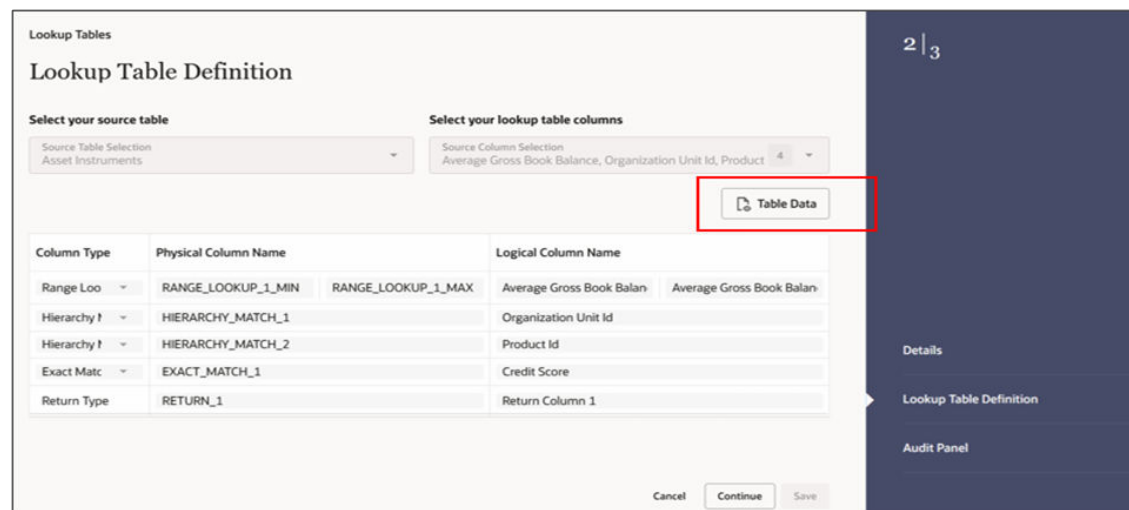 Lookup Tables
Lookup Table Definition
Select your source table
Source Table Selection
Asset Instruments
Select your lookup table columns
Source Column Selection
Average Gross Book Balance, Organization Unit Id, Product 4
Table Data
Column Type Physical Column Name Logical Column Name
Range Loo RANGE_LOOKUP_1_MIN RANGE_LOOKUP_1_MAX Average Gross Book Balan Average Gross Book Balan
Hierarchy HIERARCHY_MATCH_1 Organization Unit Id
Hierarchy HIERARCHY_MATCH_2 Product Id
Exact Matc EXACT_MATCH_1 Credit Score
Return Type RETURN_1 Return Column 1
Cancel Continue Save
2|3
Details
Lookup Table Definition
Audit Panel